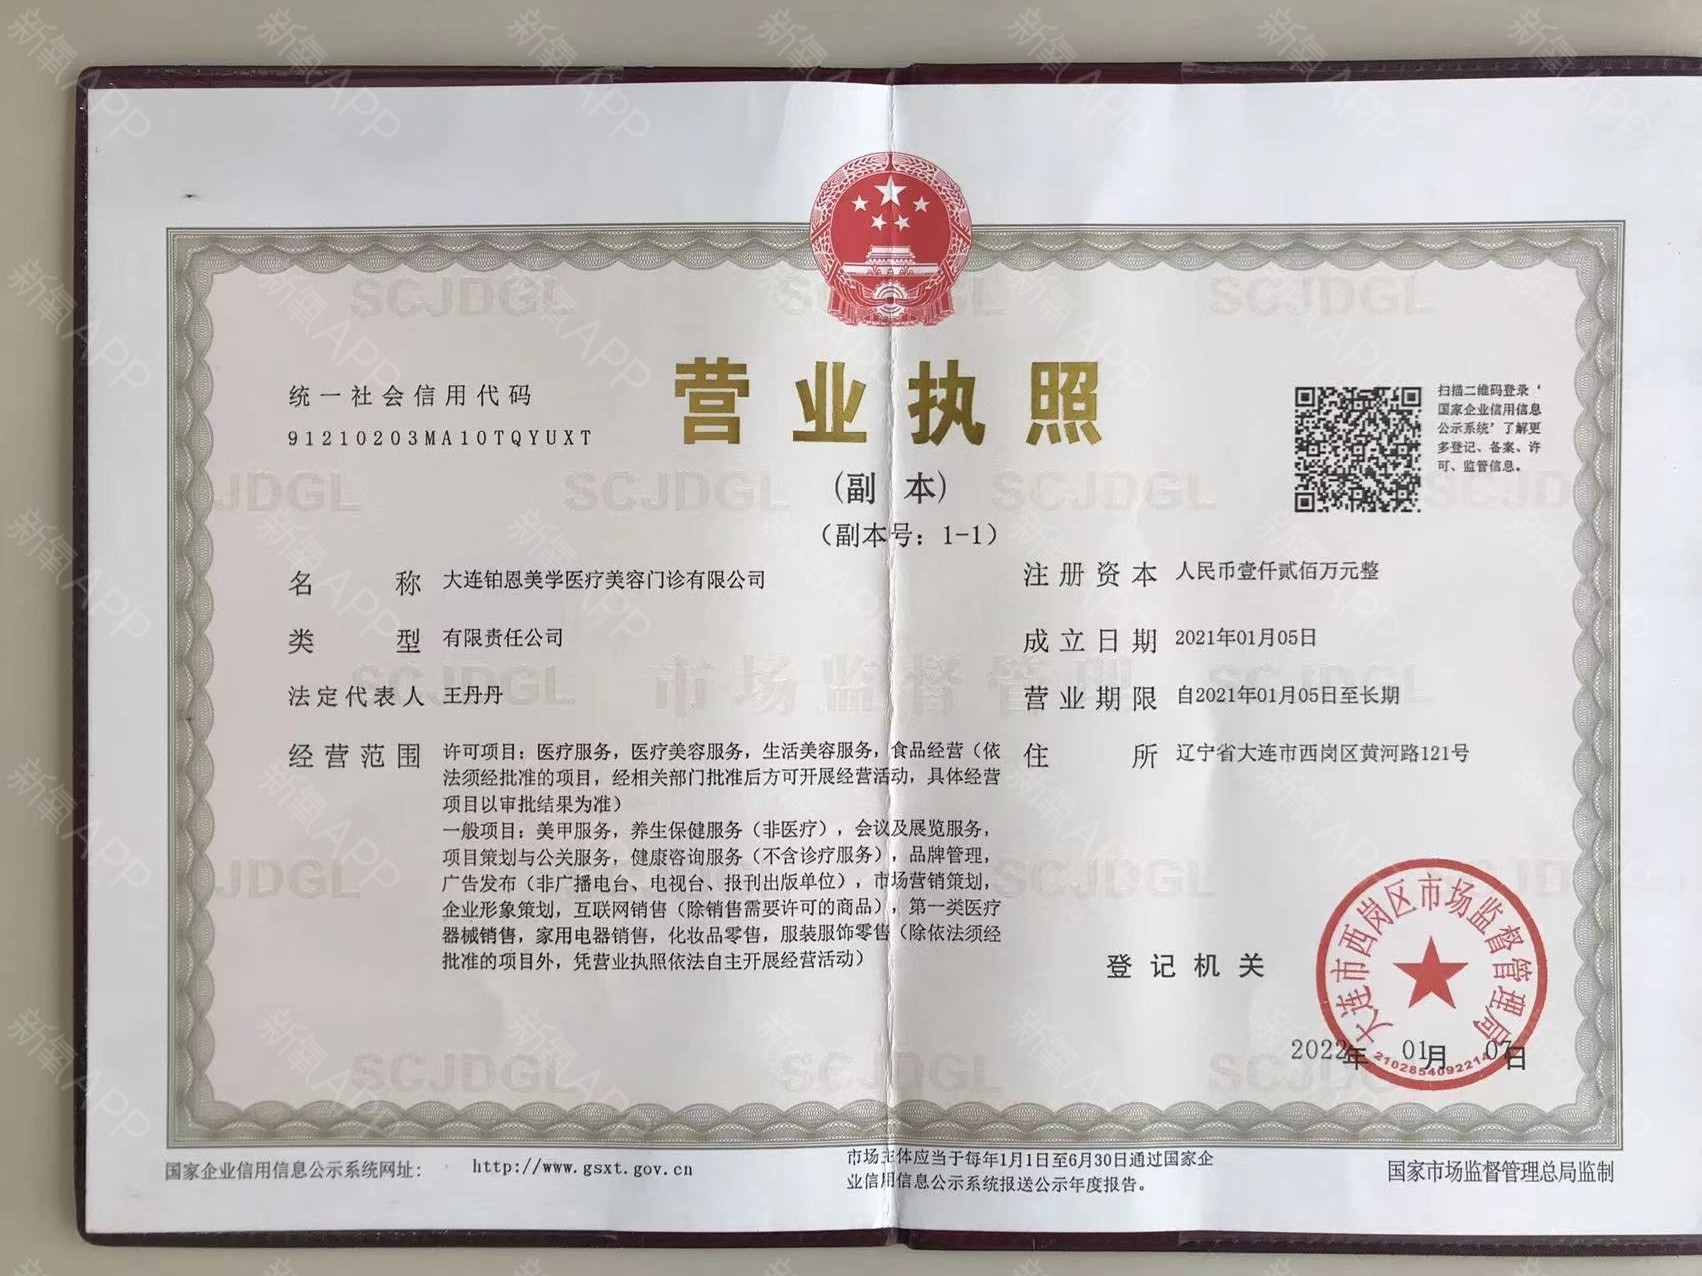 统一社会信用代码
91210203MA10TQYUXT
营业执照
(副 本)
（副本号：1-1）
扫描二维码登录‘
国家企业信用信息
公示系统’了解更
多登记、备案、许
可、监管信息。
名 称 大连铂恩美学医疗美容门诊有限公司
类 型 有限责任公司
法定代表人 王丹丹
经营范围 许可项目：医疗服务，医疗美容服务，生活美容服务，食品经营（依
法须经批准的项目，经相关部门批准后方可开展经营活动，具体经营
项目以审批结果为准）
一般项目：美甲服务，养生保健服务（非医疗），会议及展览服务，
项目策划与公关服务，健康咨询服务（不含诊疗服务），品牌管理，
广告发布（非广播电台、电视台、报刊出版单位），市场营销策划，
企业形象策划，互联网销售（除销售需要许可的商品），第一类医疗
器械销售，家用电器销售，化妆品零售，服装服饰零售（除依法须经
批准的项目外，凭营业执照依法自主开展经营活动）
注册资本 人民币壹仟贰佰万元整
成立日期 2021年01月05日
营业期限 自2021年01月05日至长期
住 所 辽宁省大连市西岗区黄河路121号
登记机关
大连市西岗区市场监督管理局
2102854092214
2022年 01月 07日
国家企业信用信息公示系统网址： http://www.gsxt.gov.cn
市场主体应当于每年1月1日至6月30日通过国家企
业信用信息公示系统报送公示年度报告。
国家市场监督管理总局监制
SCJDGL
市场监督管理
新氧APP